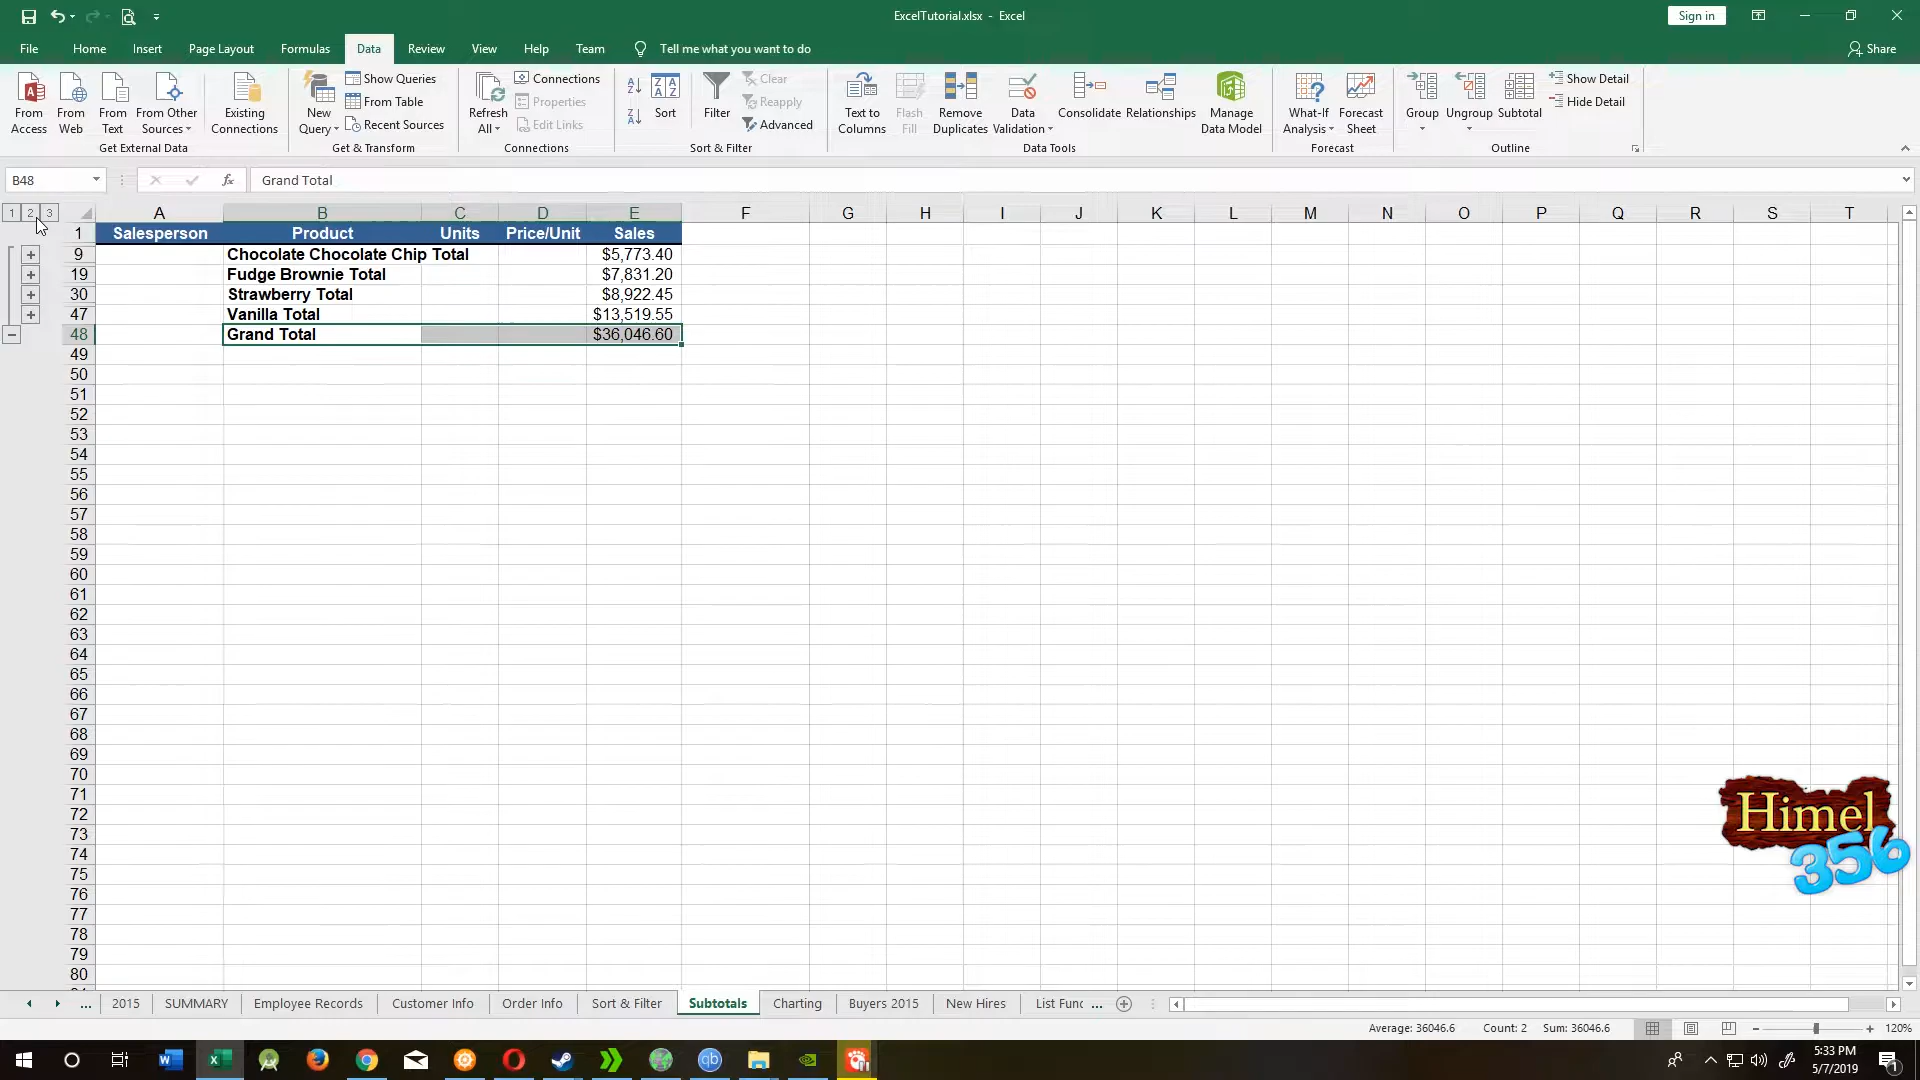 ExcelTutorial.xlsx - Excel
Sign in
File Home Insert Page Layout Formulas Data Review View Help Team Tell me what you want to do Share
From Access
From Web
From Text
From Other Sources
Existing Connections
Get External Data
New Query
Show Queries
From Table
Recent Sources
Get & Transform
Refresh All
Connections
Properties
Edit Links
Connections
Sort
Filter
Clear
Reapply
Advanced
Sort & Filter
Text to Columns
Flash Fill
Remove Duplicates
Data Validation
Consolidate
Relationships
Manage Data Model
Data Tools
What-If Analysis
Forecast Sheet
Forecast
Group
Ungroup
Subtotal
Show Detail
Hide Detail
Outline
B48 fx Grand Total
1 2 3 A B C D E F G H I J K L M N O P Q R S T
1 Salesperson Product Units Price/Unit Sales
9 Chocolate Chocolate Chip Total $5,773.40
19 Fudge Brownie Total $7,831.20
30 Strawberry Total $8,922.45
47 Vanilla Total $13,519.55
48 Grand Total $36,046.60
49
50
51
52
53
54
55
56
57
58
59
60
61
62
63
64
65
66
67
68
69
70
71
72
73
74
75
76
77
78
79
80
Himel
356
... 2015 SUMMARY Employee Records Customer Info Order Info Sort & Filter Subtotals Charting Buyers 2015 New Hires List Func ...
Average: 36046.6 Count: 2 Sum: 36046.6 120%
5:33 PM
5/7/2019